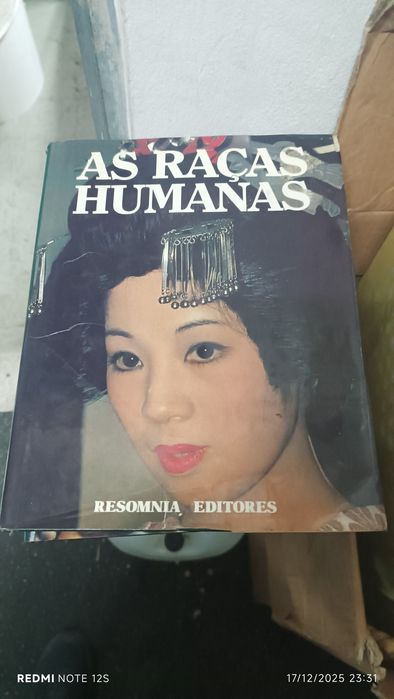 AS RAÇAS
HUMANAS
RESOMNIA EDITORES
REDMI NOTE 12S
17/12/2025 23:31